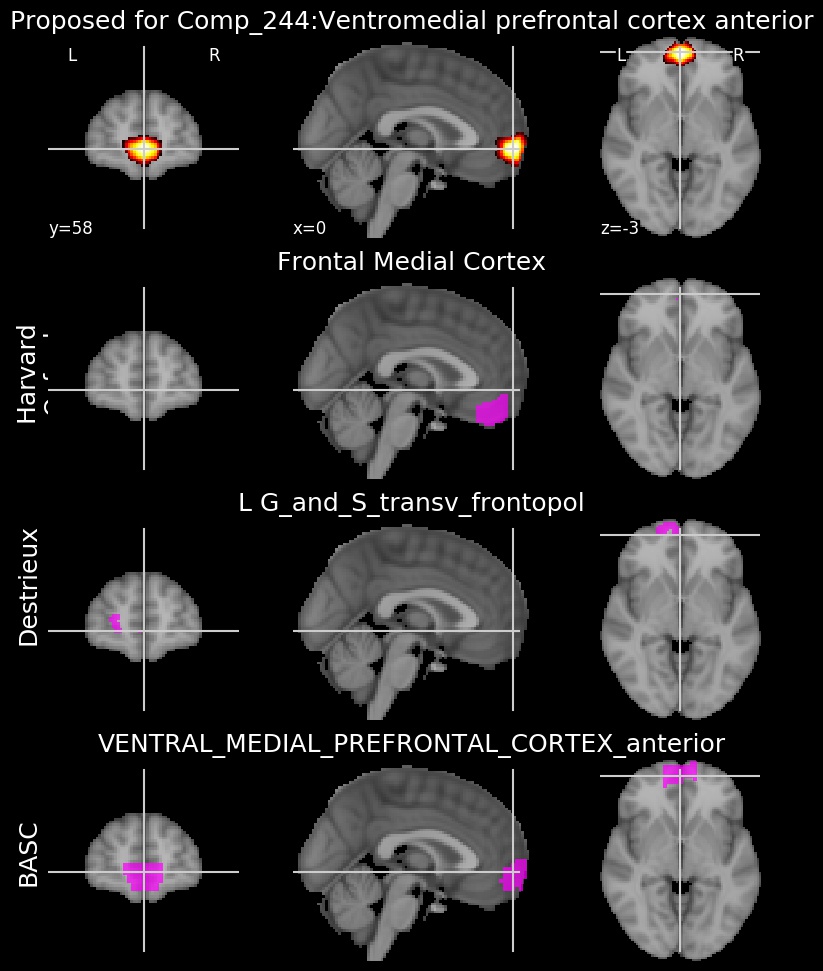 Proposed for Comp_244:Ventromedial prefrontal cortex anterior
L R L R
y=58 x=0 z=-3
Frontal Medial Cortex
Harvard
L G_and_S_transv_frontopol
Destrieux
VENTRAL_MEDIAL_PREFRONTAL_CORTEX_anterior
BASC